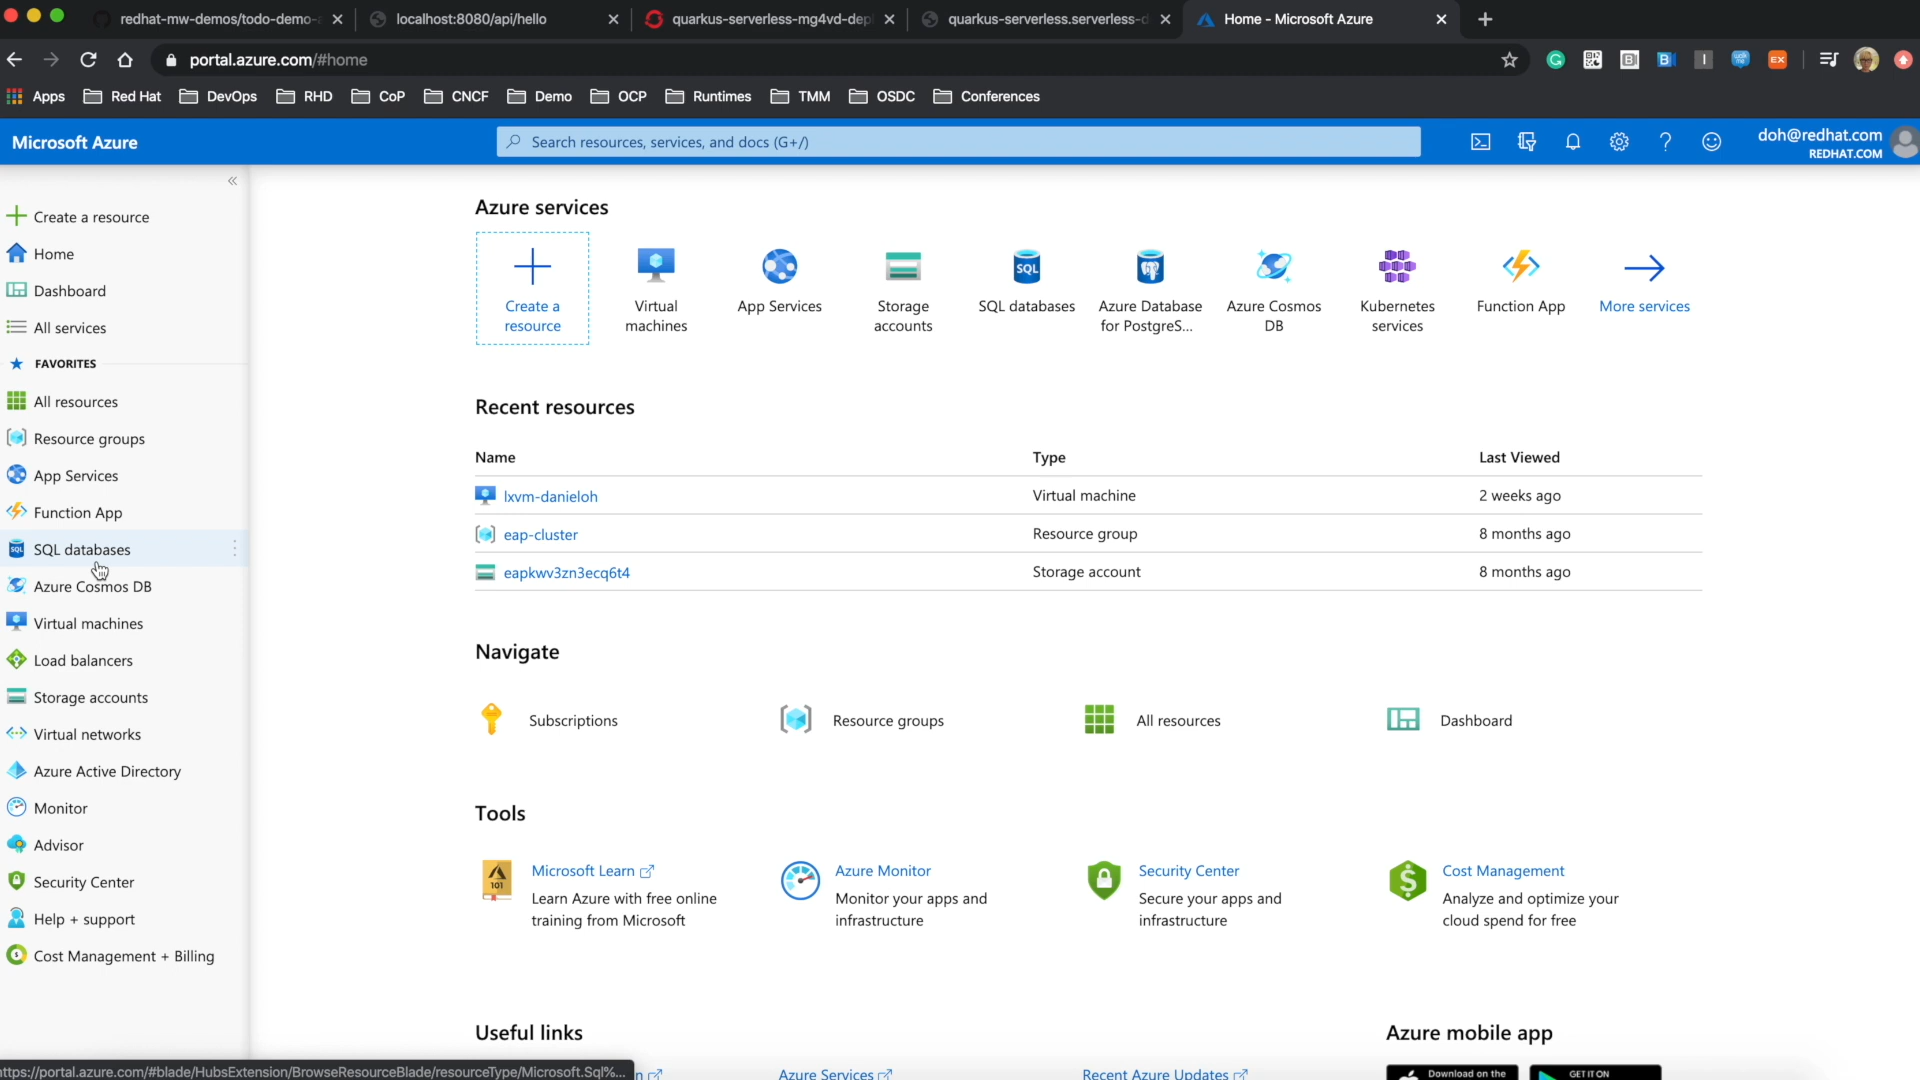 redhat-mw-demos/todo-demo-
localhost:8080/api/hello
quarkus-serverless-mg4vd-dep
quarkus-serverless.serverless-d
Home - Microsoft Azure
portal.azure.com/#home
Apps
Red Hat
DevOps
RHD
CoP
CNCF
Demo
OCP
Runtimes
TMM
OSDC
Conferences
Microsoft Azure
Search resources, services, and docs (G+/)
doh@redhat.com
REDHAT.COM
Create a resource
Home
Dashboard
All services
FAVORITES
All resources
Resource groups
App Services
Function App
SQL databases
Azure Cosmos DB
Virtual machines
Load balancers
Storage accounts
Virtual networks
Azure Active Directory
Monitor
Advisor
Security Center
Help + support
Cost Management + Billing
Azure services
Create a
resource
Virtual
machines
App Services
Storage
accounts
SQL
SQL databases
Azure Database
for PostgreS...
Azure Cosmos
DB
Kubernetes
services
Function App
More services
Recent resources
Name
Type
Last Viewed
lxvm-danieloh
Virtual machine
2 weeks ago
eap-cluster
Resource group
8 months ago
eapkwv3zn3ecq6t4
Storage account
8 months ago
Navigate
Subscriptions
Resource groups
All resources
Dashboard
Tools
101
Microsoft Learn
Learn Azure with free online
training from Microsoft
Azure Monitor
Monitor your apps and
infrastructure
Security Center
Secure your apps and
infrastructure
Cost Management
Analyze and optimize your
cloud spend for free
Useful links
Azure mobile app
Azure Services
Recent Azure Updates
Download on the
GET IT ON
https://portal.azure.com/#blade/HubsExtension/BrowseResourceBlade/resourceType/Microsoft.Sql%...